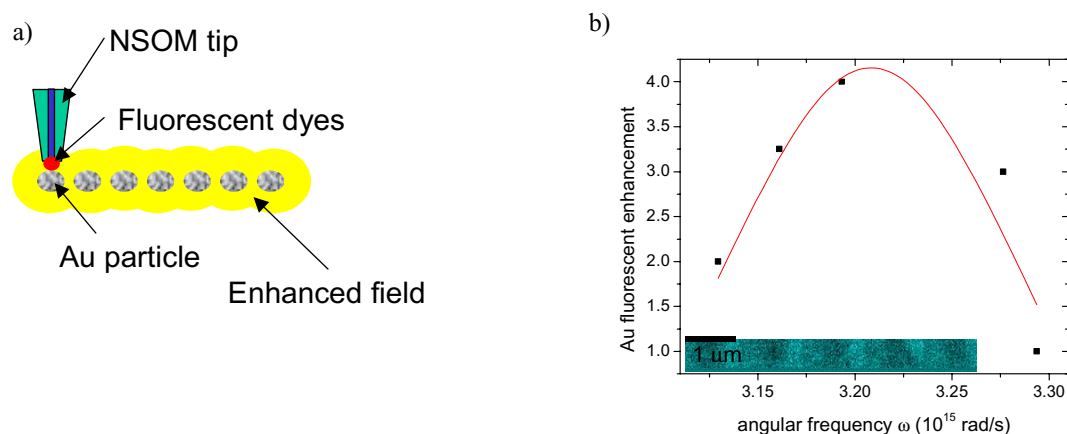 a)
NSOM tip
Fluorescent dyes
Au particle
Enhanced field
b)
Au fluorescent enhancement
4.0
3.5
3.0
2.5
2.0
1.5
1.0
1 μm
3.15 3.20 3.25 3.30
angular frequency ω (10¹⁵ rad/s)